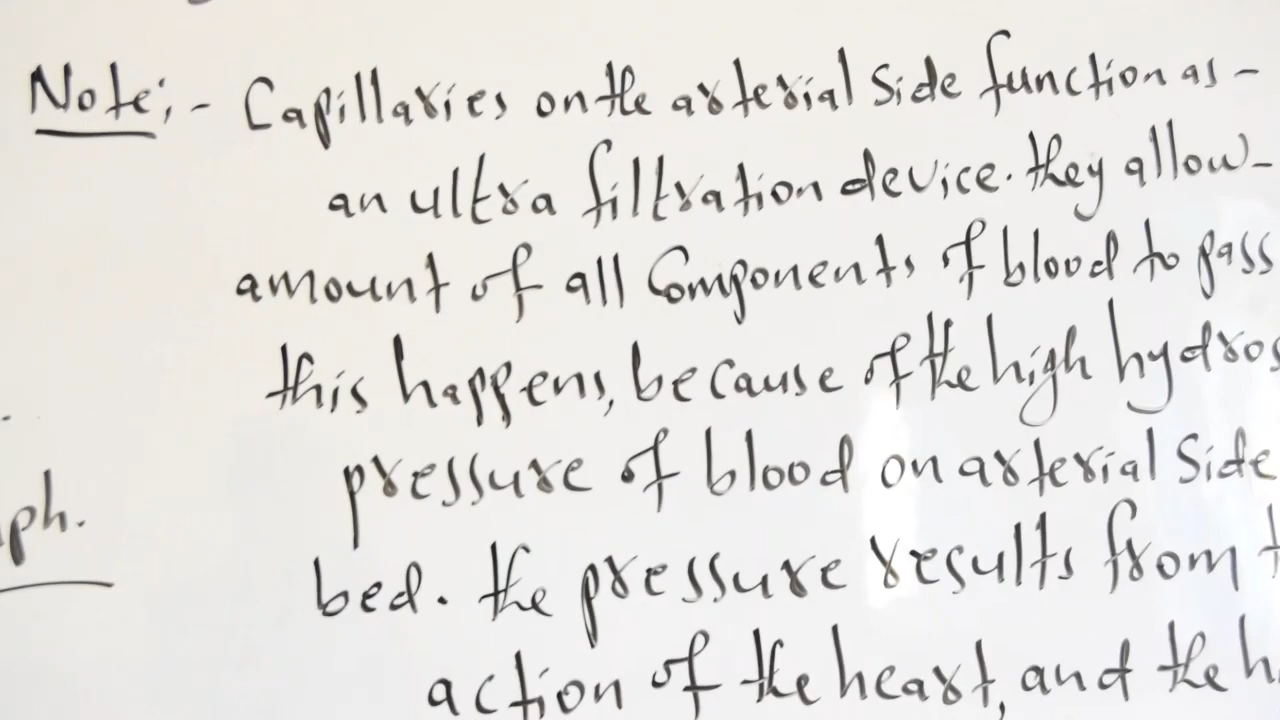 Note:- Capillaries on the arterial Side function as -
an ultra filtration device. they allow -
amount of all Components of blood to pass
this happens, because of the high hydros
pressure of blood on arterial Side
ph.
bed. the pressure results from t
action of the heart, and the h